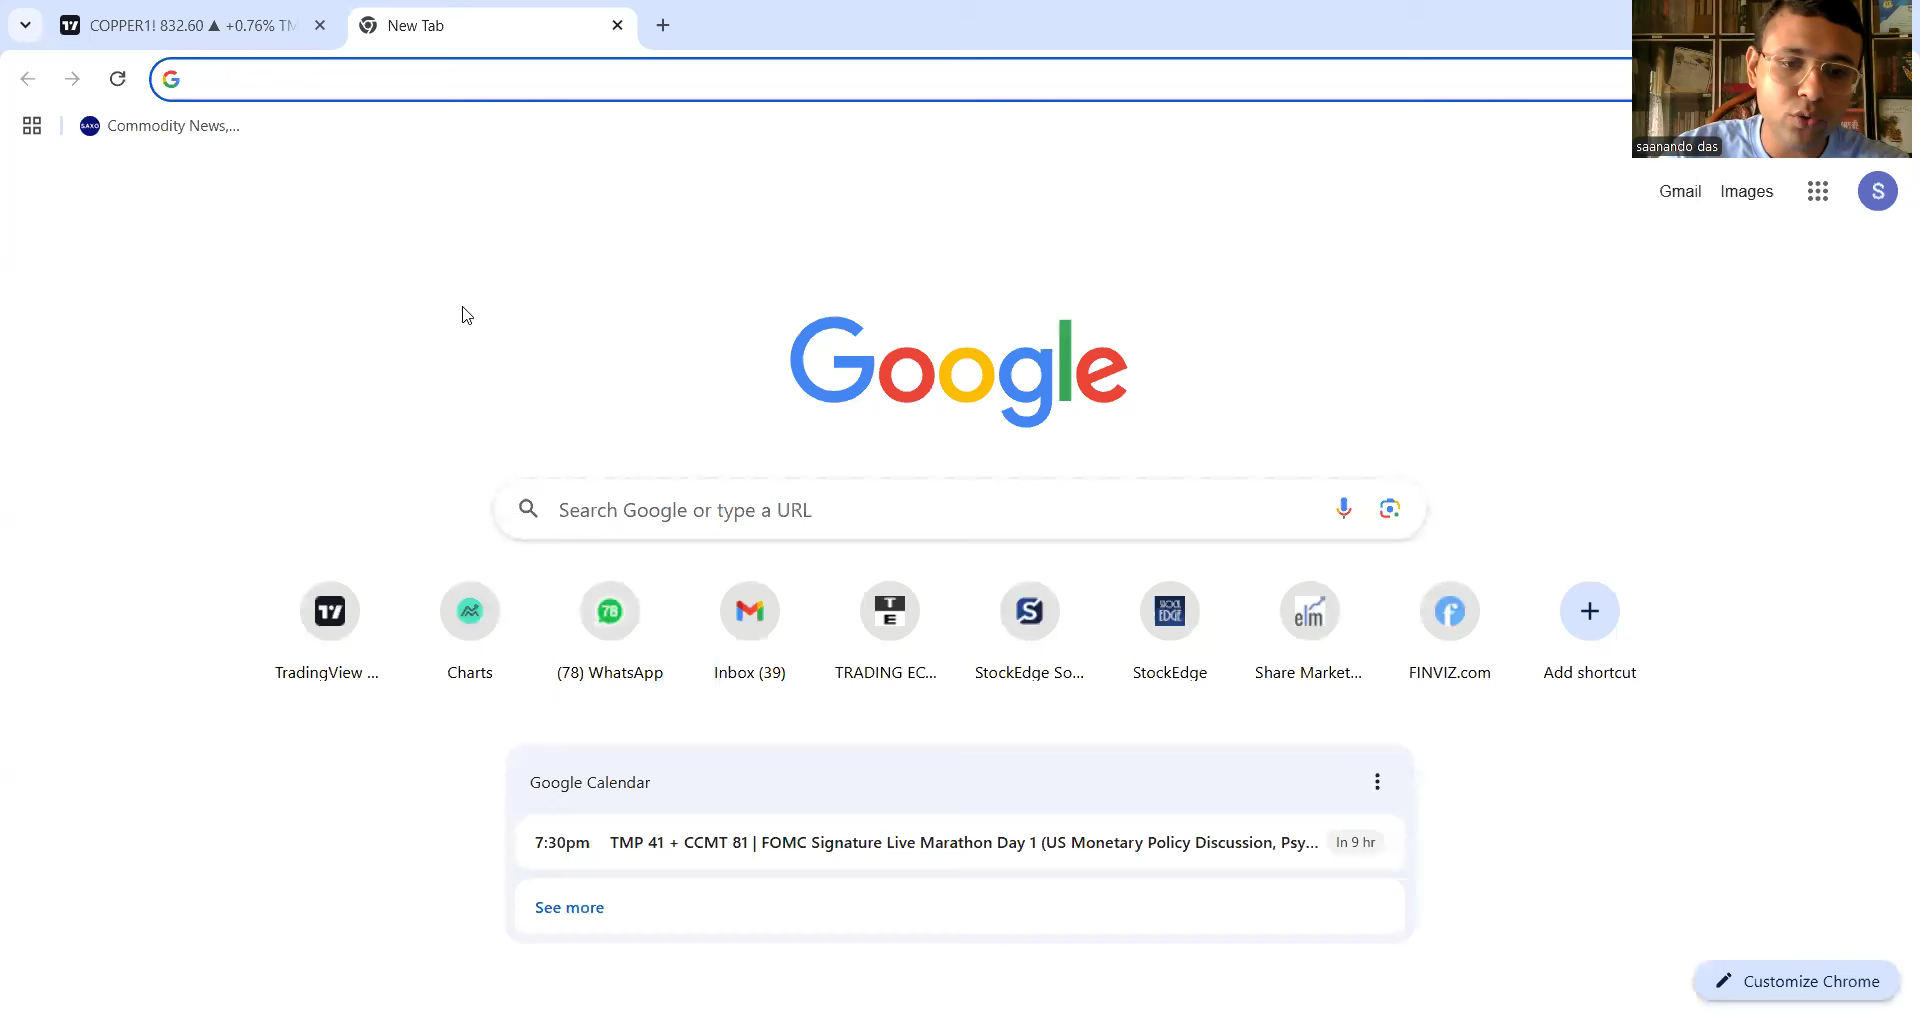 COPPER1! 832.60 ▲ +0.76% TM
New Tab
Commodity News,...
saanando das
Gmail Images
S
Google
Search Google or type a URL
TradingView ...
Charts
(78) WhatsApp
Inbox (39)
TRADING EC...
StockEdge So...
StockEdge
Share Market...
FINVIZ.com
Add shortcut
Google Calendar
7:30pm TMP 41 + CCMT 81 | FOMC Signature Live Marathon Day 1 (US Monetary Policy Discussion, Psy... In 9 hr
See more
Customize Chrome